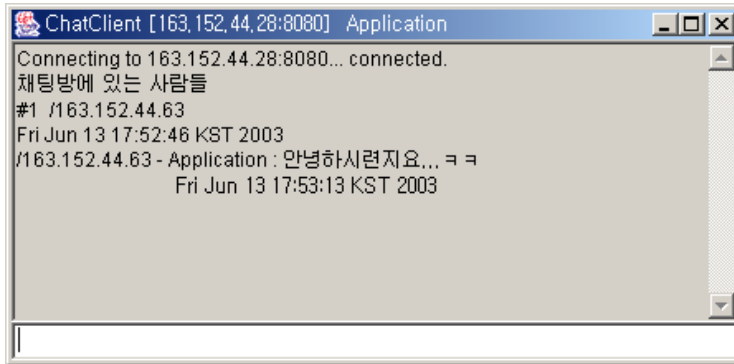 ChatClient [163,152,44,28:8080] Application
Connecting to 163.152.44.28:8080... connected.
채팅방에 있는 사람들
#1 /163.152.44.63
Fri Jun 13 17:52:46 KST 2003
/163.152.44.63 - Application : 안녕하시련지요... ㅋ ㅋ
Fri Jun 13 17:53:13 KST 2003